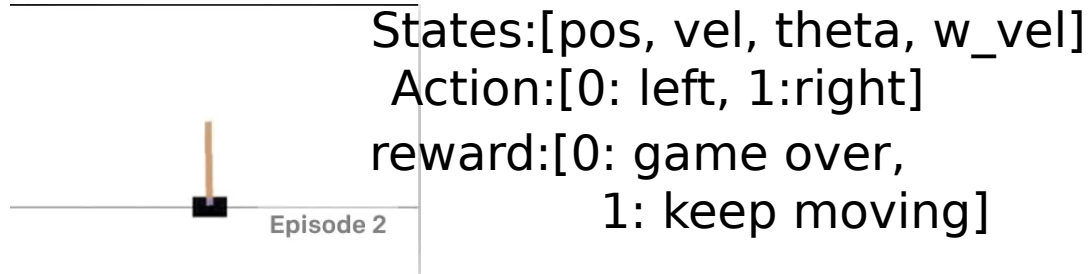 States:[pos, vel, theta, w_vel]
Action:[0: left, 1:right]
reward:[0: game over,
1: keep moving]
Episode 2